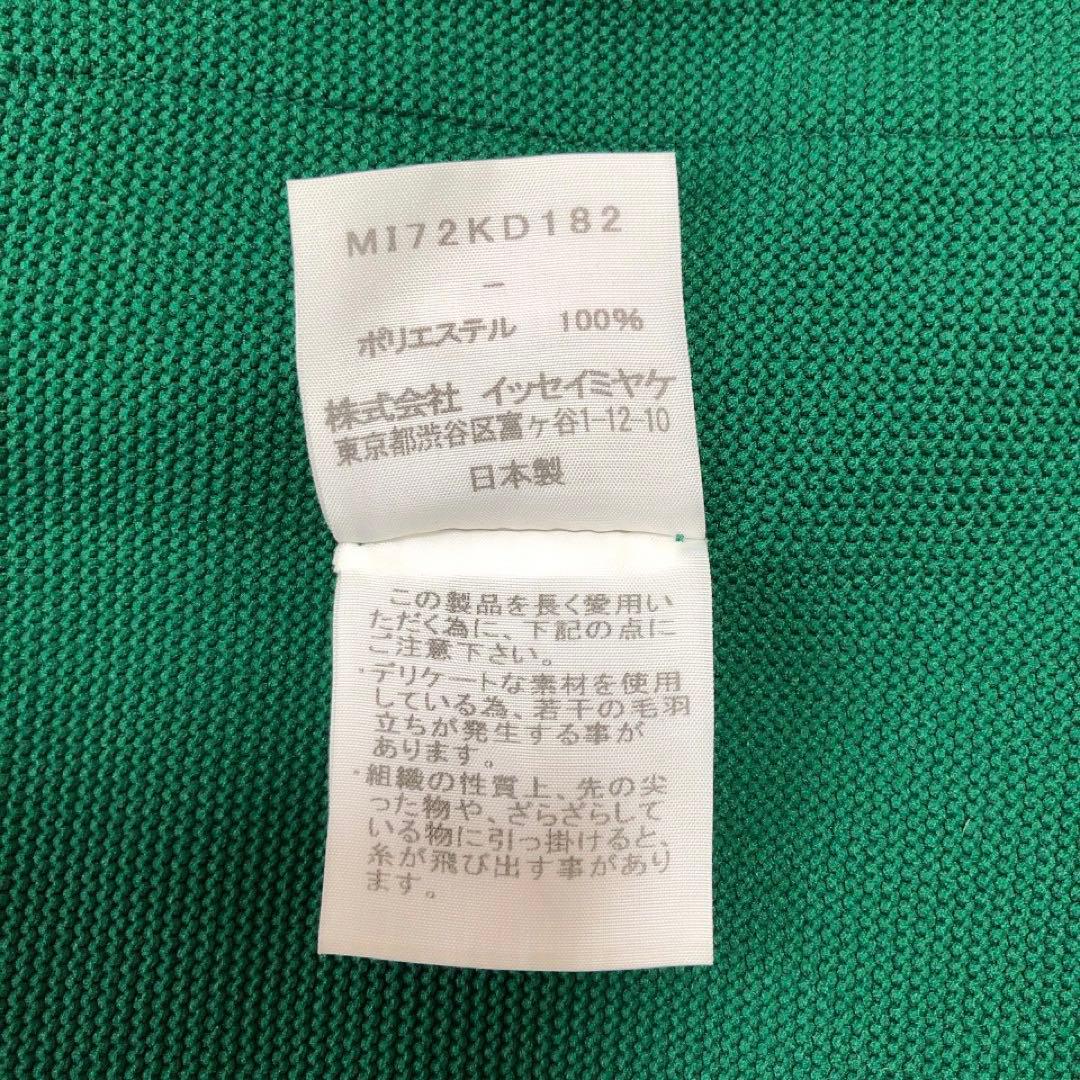 MI72KD182
-
ポリエステル 100%
株式会社 イッセイミヤケ
東京都渋谷区富ヶ谷1-12-10
日本製
この製品を長く愛用い
ただく為に、下記の点に
ご注意下さい。
・デリケートな素材を使用
している為、若干の毛羽
立ちが発生する事が
あります。
・組織の性質上、先の尖
った物や、ざらざらして
いる物に引っ掛けると、
糸が飛び出す事があり
ます。